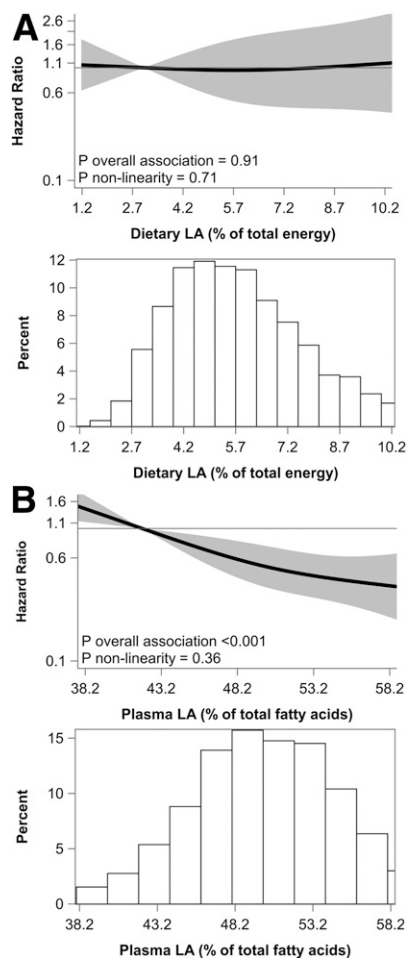 A
Hazard Ratio
2.6
1.6
1.1
0.6
0.1
P overall association = 0.91
P non-linearity = 0.71
1.2 2.7 4.2 5.7 7.2 8.7 10.2
Dietary LA (% of total energy)
Percent
12
10
8
6
4
2
0
1.2 2.7 4.2 5.7 7.2 8.7 10.2
Dietary LA (% of total energy)
B
Hazard Ratio
1.6
1.1
0.6
0.1
P overall association <0.001
P non-linearity = 0.36
38.2 43.2 48.2 53.2 58.2
Plasma LA (% of total fatty acids)
Percent
15
10
5
0
38.2 43.2 48.2 53.2 58.2
Plasma LA (% of total fatty acids)